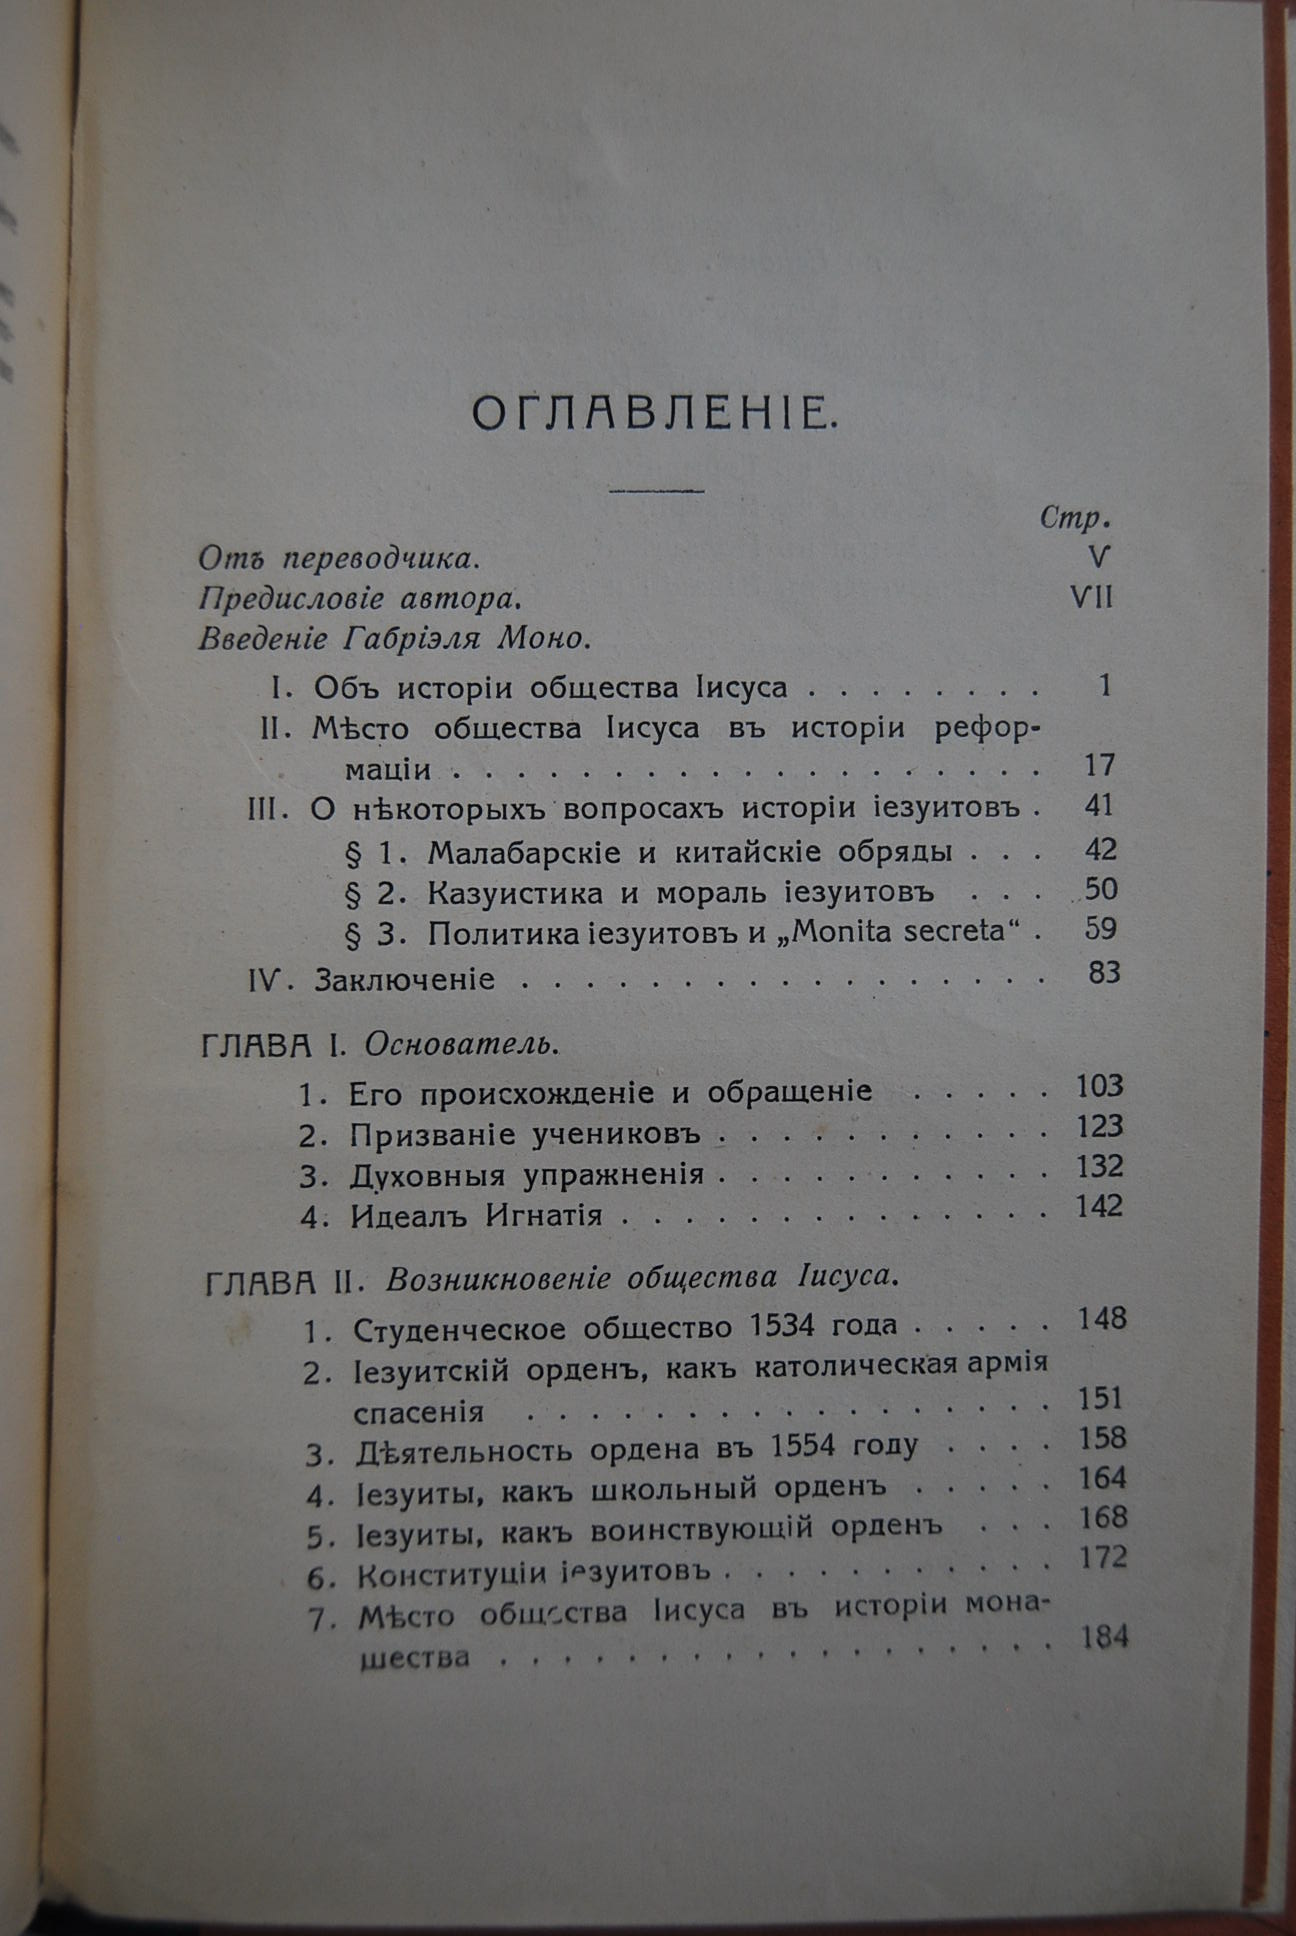 ОГЛАВЛЕНІЕ.
Стр.
Отъ переводчика. V
Предисловіе автора. VII
Введеніе Габріэля Моно.
I. Объ исторіи общества Іисуса . . . . . . . . 1
II. Мѣсто общества Іисуса въ исторіи рефор-
маціи . . . . . . . . . . . . . . . . . . . 17
III. О нѣкоторыхъ вопросахъ исторіи іезуитовъ . 41
§ 1. Малабарскіе и китайскіе обряды . . . 42
§ 2. Казуистика и мораль іезуитовъ . . . 50
§ 3. Политика іезуитовъ и „Monita secreta“ . 59
IV. Заключеніе . . . . . . . . . . . . . . . . . 83
ГЛАВА I. Основатель.
1. Его происхожденіе и обращеніе . . . . . 103
2. Призваніе учениковъ . . . . . . . . . . . 123
3. Духовныя упражненія . . . . . . . . . . . 132
4. Идеалъ Игнатія . . . . . . . . . . . . . . 142
ГЛАВА II. Возникновеніе общества Іисуса.
1. Студенческое общество 1534 года . . . . . 148
2. Іезуитскій орденъ, какъ католическая армія
спасенія . . . . . . . . . . . . . . . . . 151
3. Дѣятельность ордена въ 1554 году . . . . 158
4. Іезуиты, какъ школьный орденъ . . . . . 164
5. Іезуиты, какъ воинствующій орденъ . . . 168
6. Конституціи іезуитовъ . . . . . . . . . . . 172
7. Мѣсто общества Іисуса въ исторіи мона-
шества . . . . . . . . . . . . . . . . . . 184